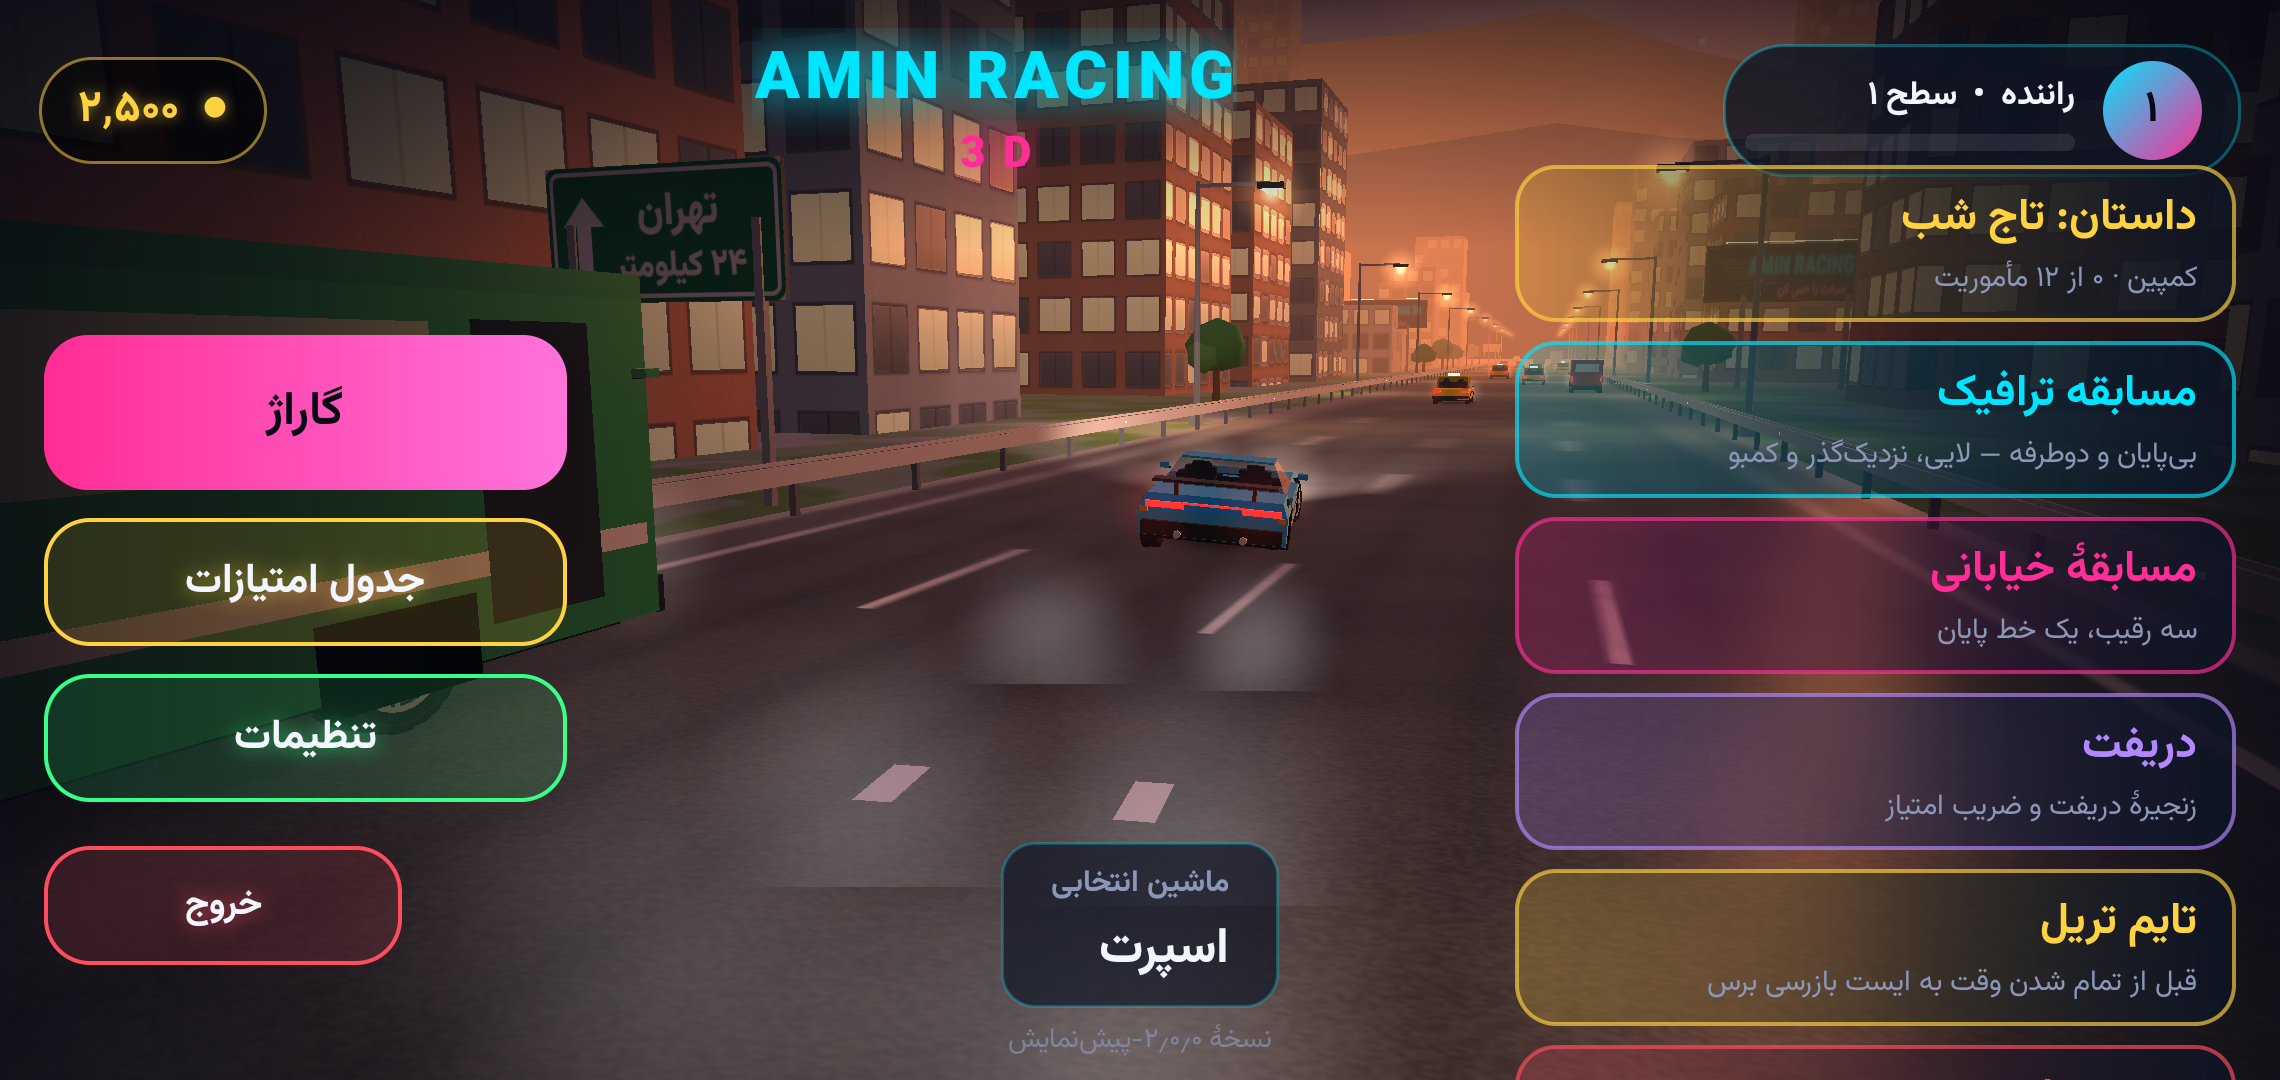 AMIN RACING
3 D
راننده • سطح ۱
۱
۲,۵۰۰
تهران
۲۴ کیلومتر
AMIN RACING
داستان: تاج شب
کمپین · ۰ از ۱۲ مأموریت
مسابقه ترافیک
بی‌پایان و دوطرفه — لایی، نزدیک‌گذر و کمبو
مسابقهٔ خیابانی
سه رقیب، یک خط پایان
دریفت
زنجیرهٔ دریفت و ضریب امتیاز
تایم تریل
قبل از تمام شدن وقت به ایست بازرسی برس
گاراژ
جدول امتیازات
تنظیمات
خروج
ماشین انتخابی
اسپرت
نسخهٔ ۲٫۰٫۰-پیش‌نمایش